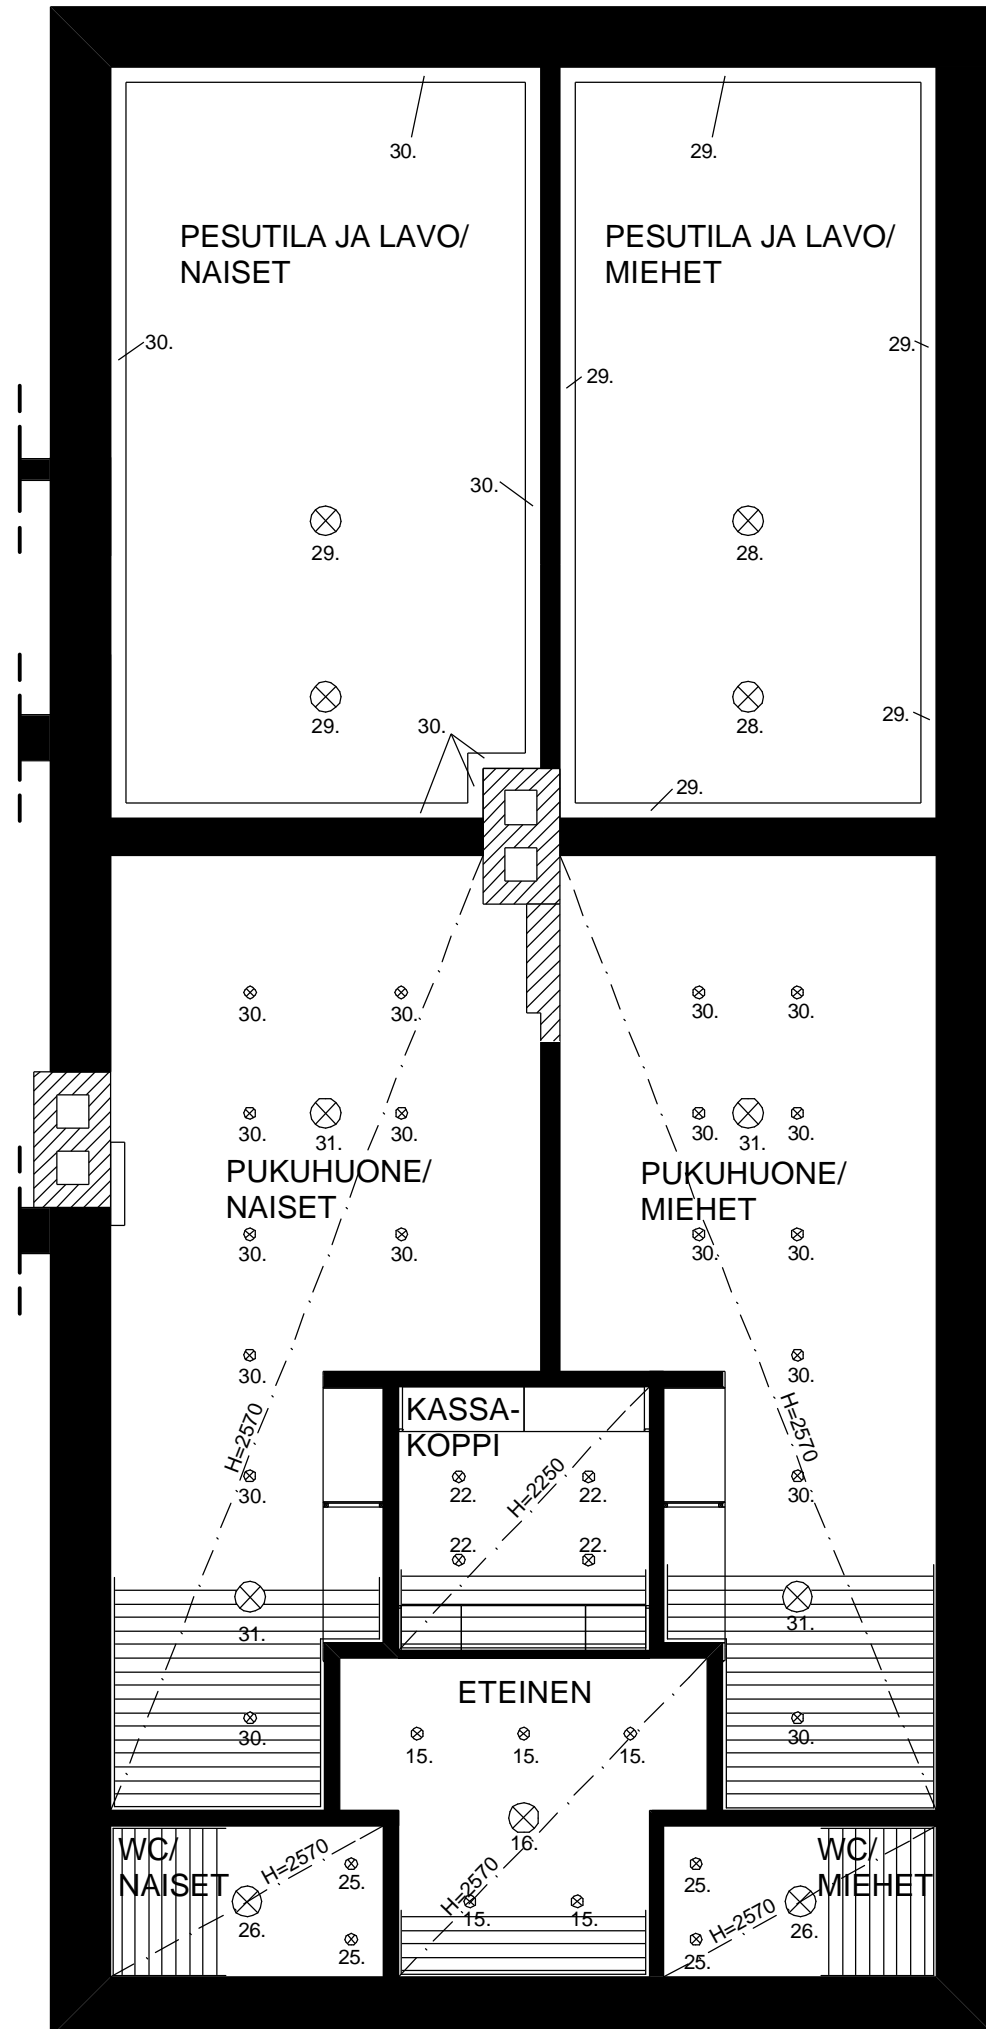 30.
29.
PESUTILA JA LAVO/
NAISET
PESUTILA JA LAVO/
MIEHET
30.
29.
29.
30.
29.
28.
29.
28.
30.
29.
29.
30.
30.
30.
30.
30.
31.
30.
30.
31.
30.
PUKUHUONE/
NAISET
PUKUHUONE/
MIEHET
30.
30.
30.
30.
30.
30.
H=2570
H=2570
KASSA-
KOPPI
H=2250
30.
22.
22.
30.
22.
22.
31.
31.
ETEINEN
30.
15.
15.
15.
30.
16.
WC/
NAISET
H=2570
25.
26.
25.
H=2570
15.
15.
WC/
MIEHET
25.
H=2570
26.
25.